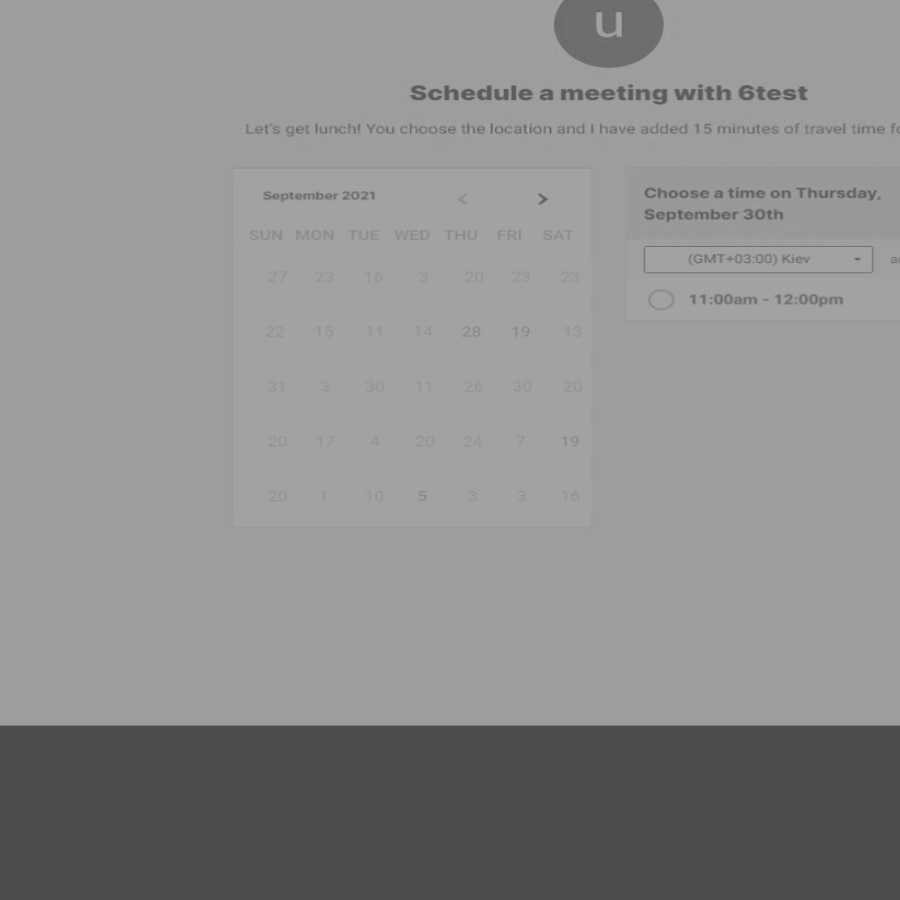 u
Schedule a meeting with 6test
Let's get lunch! You choose the location and I have added 15 minutes of travel time
September 2021 < >
SUN MON TUE WED THU FRI SAT
27 23 16 3 20 23 23
22 15 11 14 28 19 13
31 3 30 11 26 30 20
20 17 4 20 24 7 19
20 1 10 5 3 3 16
Choose a time on Thursday,
September 30th
(GMT+03:00) Kiev
11:00am - 12:00pm